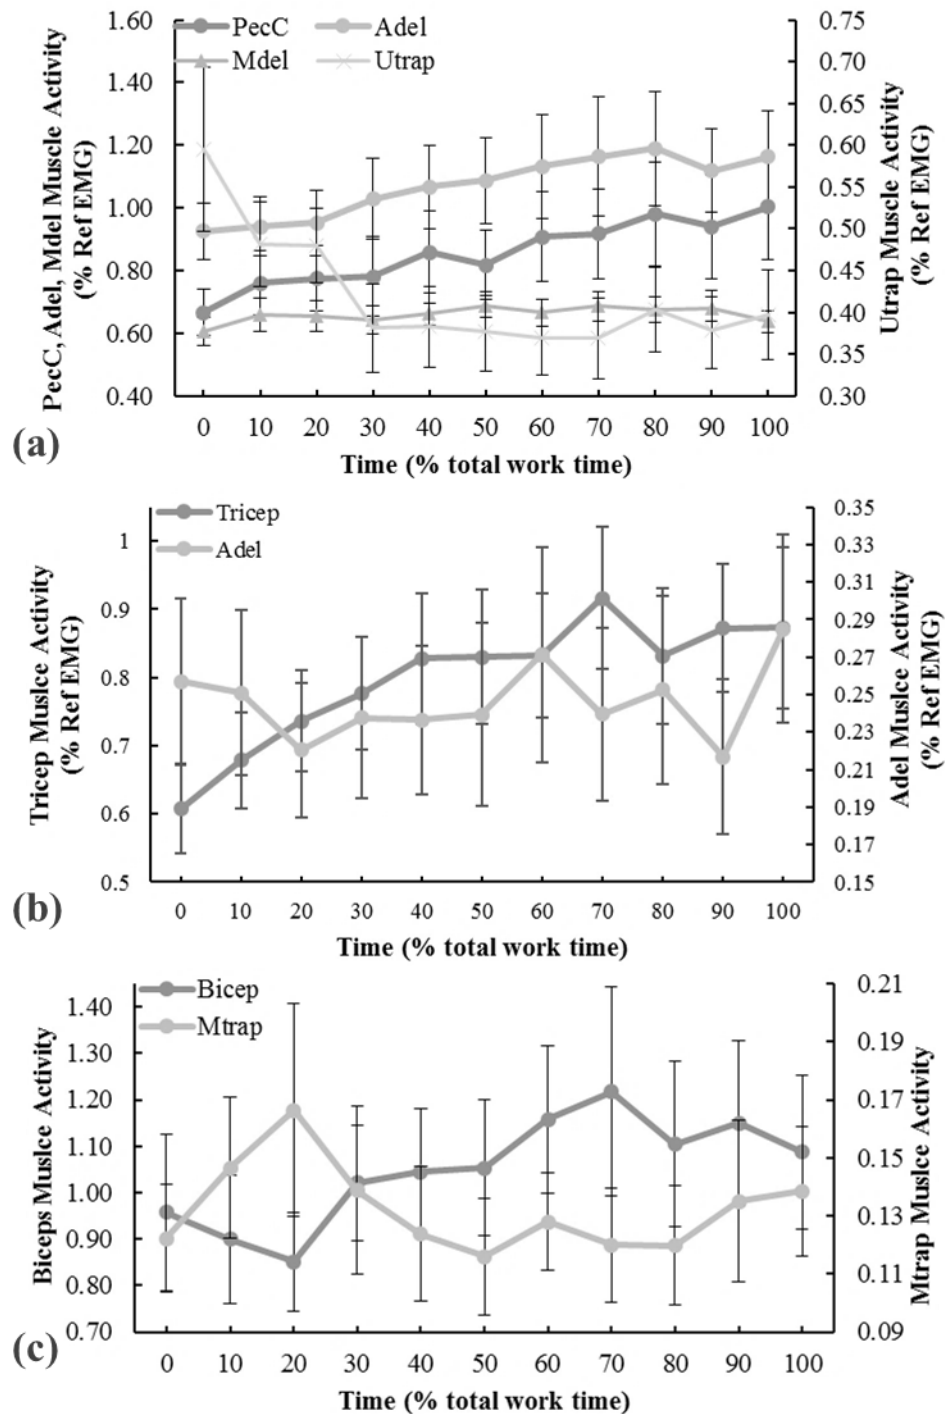 (a)
PecC Adel
Mdel Utrap
PecC, Adel, Mdel Muscle Activity
(% Ref EMG)
1.60
1.40
1.20
1.00
0.80
0.60
0.40
0.75
0.70
0.65
0.60
0.55
0.50
0.45
0.40
0.35
0.30
Utrap Muscle Activity
(% Ref EMG)
0 10 20 30 40 50 60 70 80 90 100
Time (% total work time)
(b)
Tricep
Adel
Tricep Muslce Activity
(% Ref EMG)
1
0.9
0.8
0.7
0.6
0.5
0.35
0.33
0.31
0.29
0.27
0.25
0.23
0.21
0.19
0.17
0.15
Adel Muslce Activity
(% Ref EMG)
0 10 20 30 40 50 60 70 80 90 100
Time (% total work time)
(c)
Bicep
Mtrap
Biceps Muslce Activity
1.40
1.30
1.20
1.10
1.00
0.90
0.80
0.70
0.21
0.19
0.17
0.15
0.13
0.11
0.09
Mtrap Muslce Activity
0 10 20 30 40 50 60 70 80 90 100
Time (% total work time)